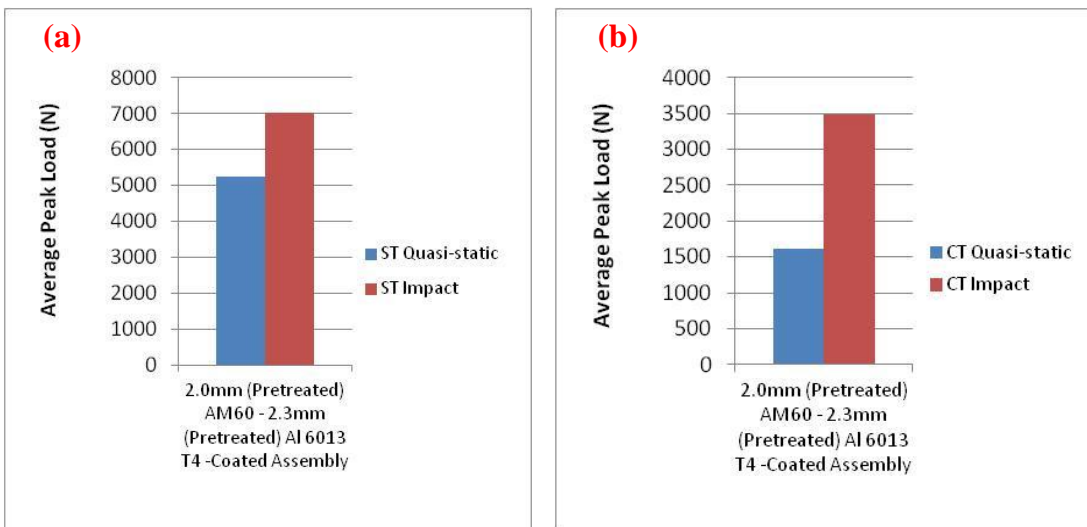 (a)
Average Peak Load (N)
8000
7000
6000
5000
4000
3000
2000
1000
0
ST Quasi-static
ST Impact
2.0mm (Pretreated)
AM60 - 2.3mm
(Pretreated) Al 6013
T4 -Coated Assembly
(b)
Average Peak Load (N)
4000
3500
3000
2500
2000
1500
1000
500
0
CT Quasi-static
CT Impact
2.0mm (Pretreated)
AM60 - 2.3mm
(Pretreated) Al 6013
T4 -Coated Assembly